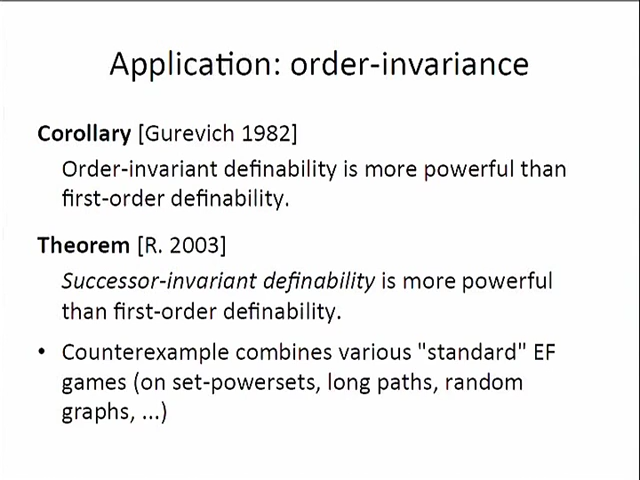 Application: order-invariance
Corollary [Gurevich 1982]
Order-invariant definability is more powerful than
first-order definability.
Theorem [R. 2003]
Successor-invariant definability is more powerful
than first-order definability.
• Counterexample combines various "standard" EF
games (on set-powersets, long paths, random
graphs, ...)